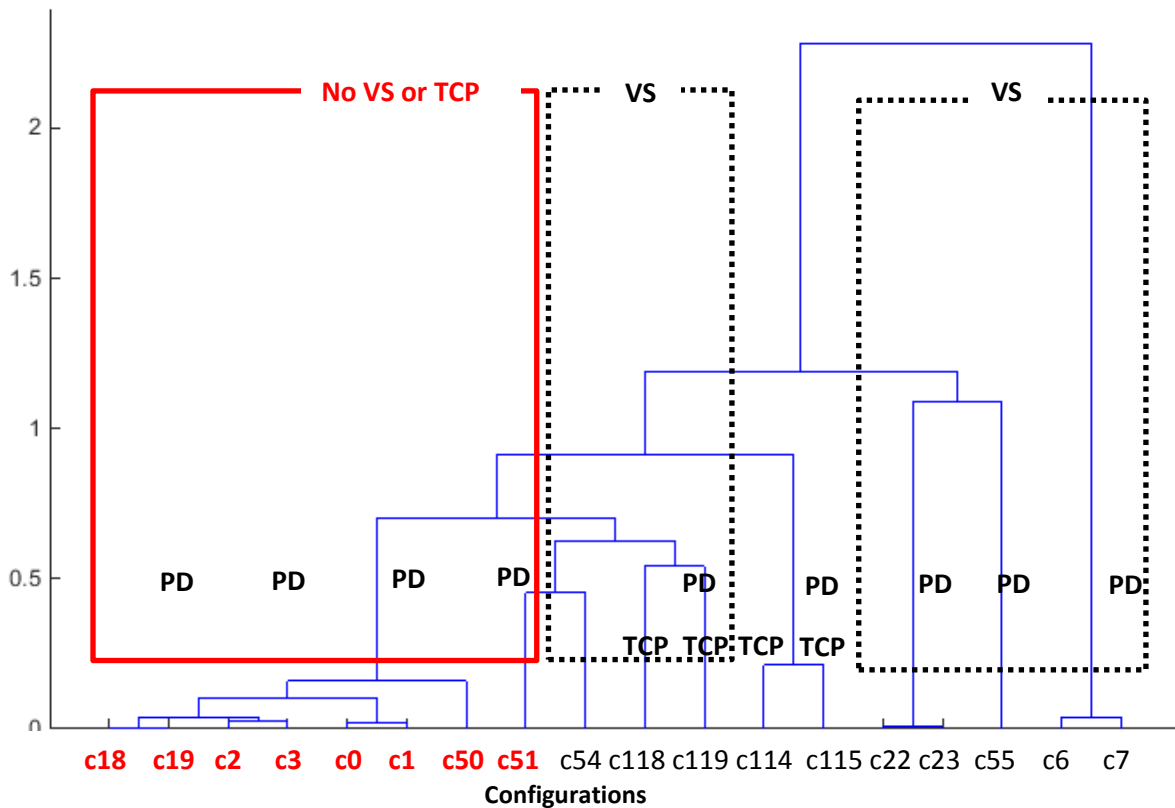 No VS or TCP VS VS
2
1.5
1
0.5 PD PD PD PD PD PD PD PD PD
TCP TCP TCP TCP
0
c18 c19 c2 c3 c0 c1 c50 c51 c54 c118 c119 c114 c115 c22 c23 c55 c6 c7
Configurations